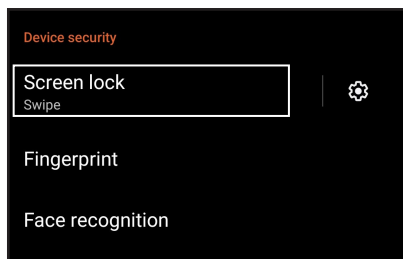 Device security
Screen lock
Swipe
Fingerprint
Face recognition